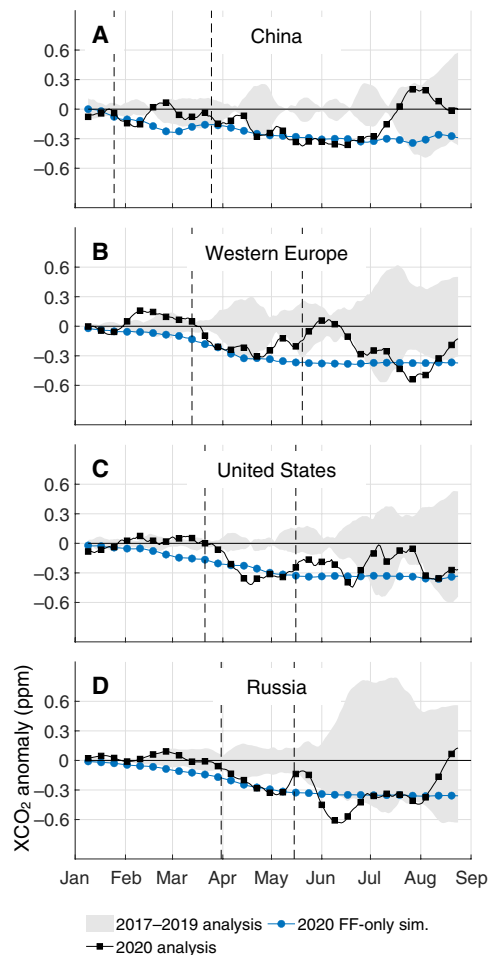 A
China
0.6
0.3
0
−0.3
−0.6
B
Western Europe
0.6
0.3
0
−0.3
−0.6
C
United States
0.6
0.3
0
−0.3
−0.6
D
Russia
0.6
0.3
0
−0.3
−0.6
XCO₂ anomaly (ppm)
Jan Feb Mar Apr May Jun Jul Aug Sep
2017–2019 analysis 2020 FF-only sim.
2020 analysis